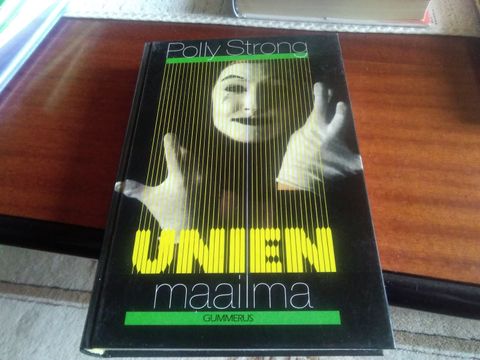 Polly Strong
UNIEN
maailma
GUMMERUS